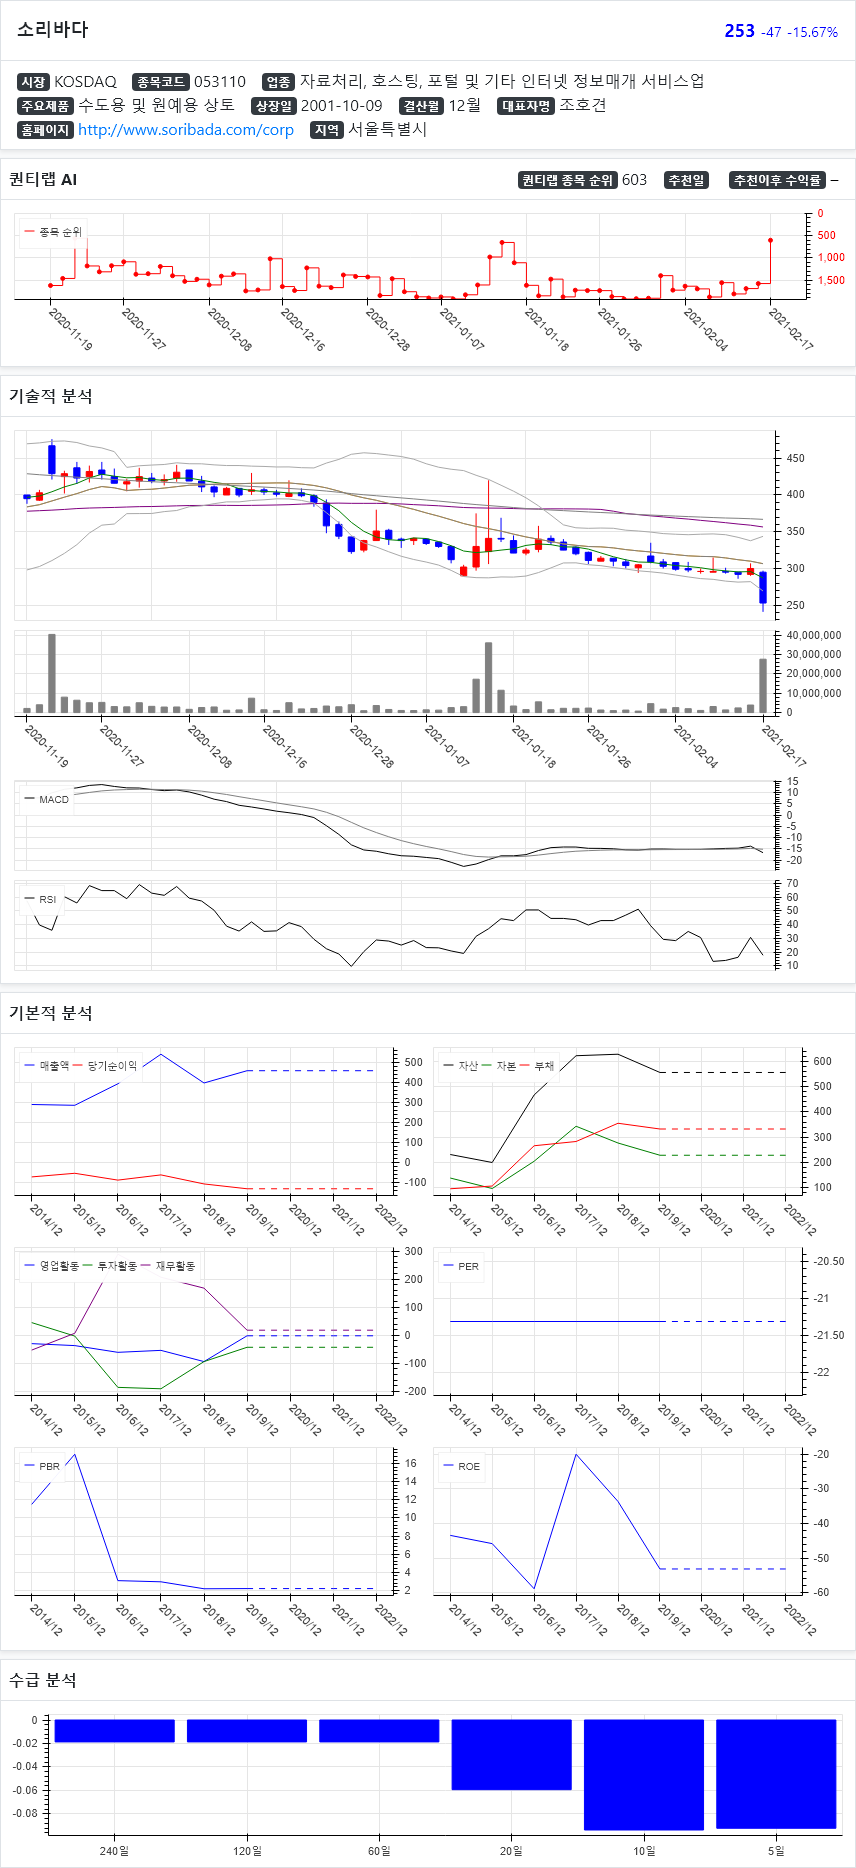 소리바다
253 -47 -15.67%
시장 KOSDAQ 종목코드 053110 업종 자료처리, 호스팅, 포털 및 기타 인터넷 정보매개 서비스업
주요제품 수도용 및 원예용 상토 상장일 2001-10-09 결산월 12월 대표자명 조호견
홈페이지 http://www.soribada.com/corp 지역 서울특별시
퀀티랩 AI
퀀티랩 종목 순위 603 추천일 추천이후 수익률 –
종목 순위
0
500
1,000
1,500
2020-11-19 2020-11-27 2020-12-08 2020-12-16 2020-12-28 2021-01-07 2021-01-18 2021-01-26 2021-02-04 2021-02-17
기술적 분석
450
400
350
300
250
40,000,000
30,000,000
20,000,000
10,000,000
0
2020-11-19 2020-11-27 2020-12-08 2020-12-16 2020-12-28 2021-01-07 2021-01-18 2021-01-26 2021-02-04 2021-02-17
MACD
15
10
5
0
-5
-10
-15
-20
RSI
70
60
50
40
30
20
10
기본적 분석
매출액 당기순이익
500
400
300
200
100
0
-100
2014/12 2015/12 2016/12 2017/12 2018/12 2019/12 2020/12 2021/12 2022/12
자산 자본 부채
600
500
400
300
200
100
2014/12 2015/12 2016/12 2017/12 2018/12 2019/12 2020/12 2021/12 2022/12
영업활동 투자활동 재무활동
300
200
100
0
-100
-200
2014/12 2015/12 2016/12 2017/12 2018/12 2019/12 2020/12 2021/12 2022/12
PER
-20.50
-21
-21.50
-22
2014/12 2015/12 2016/12 2017/12 2018/12 2019/12 2020/12 2021/12 2022/12
PBR
16
14
12
10
8
6
4
2
2014/12 2015/12 2016/12 2017/12 2018/12 2019/12 2020/12 2021/12 2022/12
ROE
-20
-30
-40
-50
-60
2014/12 2015/12 2016/12 2017/12 2018/12 2019/12 2020/12 2021/12 2022/12
수급 분석
0
-0.02
-0.04
-0.06
-0.08
240일 120일 60일 20일 10일 5일